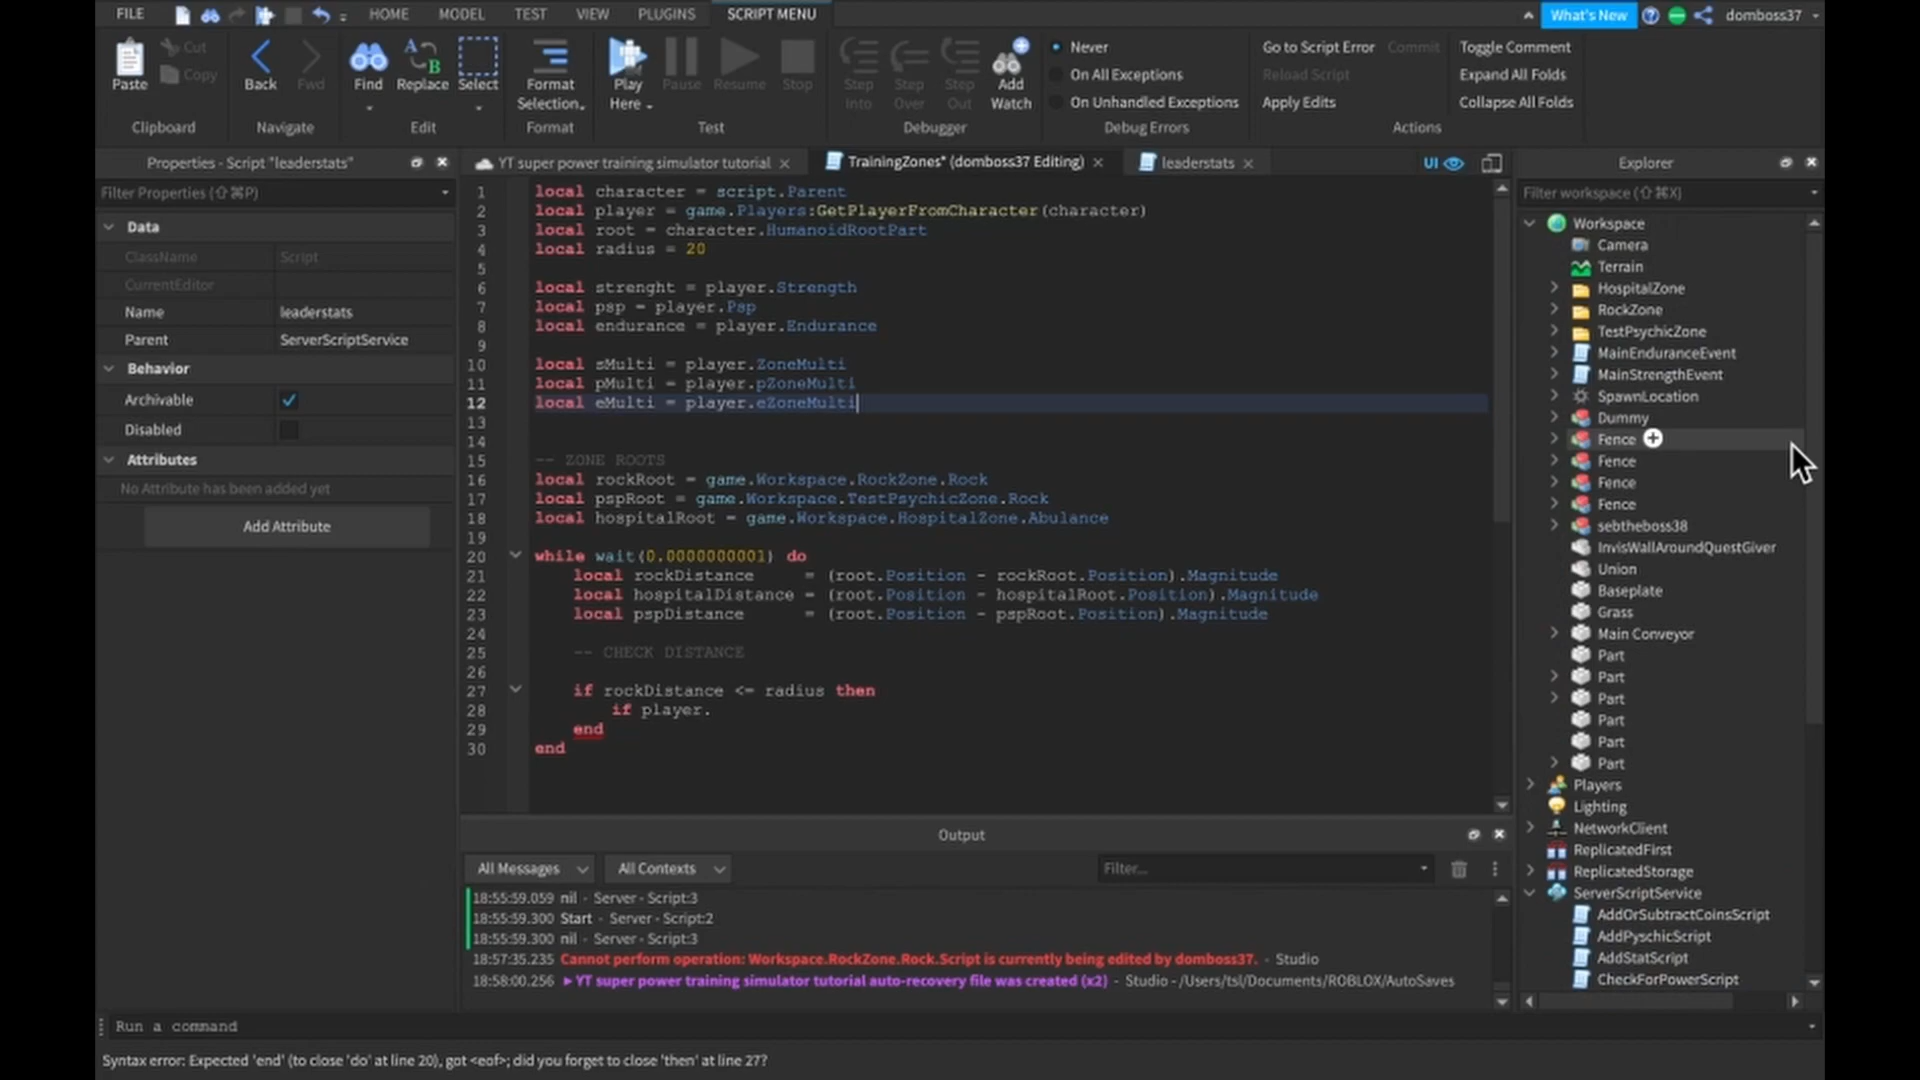 FILE HOME MODEL TEST VIEW PLUGINS SCRIPT MENU What's New domboss37
Paste Cut Copy
Back Fwd Find Replace Select
Format Selection
Play Here Pause Resume Stop
Step Into Step Over Step Out Add Watch
Never
On All Exceptions
On Unhandled Exceptions
Go to Script Error Commit
Reload Script
Apply Edits
Toggle Comment
Expand All Folds
Collapse All Folds
Clipboard Navigate Edit Format Test Debugger Debug Errors Actions
Properties - Script "leaderstats"
Filter Properties (⇧⌘P)
Data
ClassName Script
CurrentEditor
Name leaderstats
Parent ServerScriptService
Behavior
Archivable
Disabled
Attributes
No Attribute has been added yet
Add Attribute
YT super power training simulator tutorial
TrainingZones* (domboss37 Editing)
leaderstats
UI
1 local character = script.Parent
2 local player = game.Players:GetPlayerFromCharacter(character)
3 local root = character.HumanoidRootPart
4 local radius = 20
5
6 local strenght = player.Strength
7 local psp = player.Psp
8 local endurance = player.Endurance
9
10 local sMulti = player.ZoneMulti
11 local pMulti = player.pZoneMulti
12 local eMulti = player.eZoneMulti
13
14
15 -- ZONE ROOTS
16 local rockRoot = game.Workspace.RockZone.Rock
17 local pspRoot = game.Workspace.TestPsychicZone.Rock
18 local hospitalRoot = game.Workspace.HospitalZone.Abulance
19
20 while wait(0.0000000001) do
21 local rockDistance = (root.Position - rockRoot.Position).Magnitude
22 local hospitalDistance = (root.Position - hospitalRoot.Position).Magnitude
23 local pspDistance = (root.Position - pspRoot.Position).Magnitude
24
25 -- CHECK DISTANCE
26
27 if rockDistance <= radius then
28 if player.
29 end
30 end
Output
All Messages All Contexts Filter...
18:55:59.059 nil - Server - Script:3
18:55:59.300 Start - Server - Script:2
18:55:59.300 nil - Server - Script:3
18:57:35.235 Cannot perform operation: Workspace.RockZone.Rock.Script is currently being edited by domboss37. - Studio
18:58:00.256 ►YT super power training simulator tutorial auto-recovery file was created (x2) - Studio - /Users/tsl/Documents/ROBLOX/AutoSaves
Explorer
Filter workspace (⇧⌘X)
Workspace
Camera
Terrain
HospitalZone
RockZone
TestPsychicZone
MainEnduranceEvent
MainStrengthEvent
SpawnLocation
Dummy
Fence
Fence
Fence
Fence
sebtheboss38
InvisWallAroundQuestGiver
Union
Baseplate
Grass
Main Conveyor
Part
Part
Part
Part
Part
Part
Players
Lighting
NetworkClient
ReplicatedFirst
ReplicatedStorage
ServerScriptService
AddOrSubtractCoinsScript
AddPyschicScript
AddStatScript
CheckForPowerScript
Run a command
Syntax error: Expected 'end' (to close 'do' at line 20), got <eof>; did you forget to close 'then' at line 27?